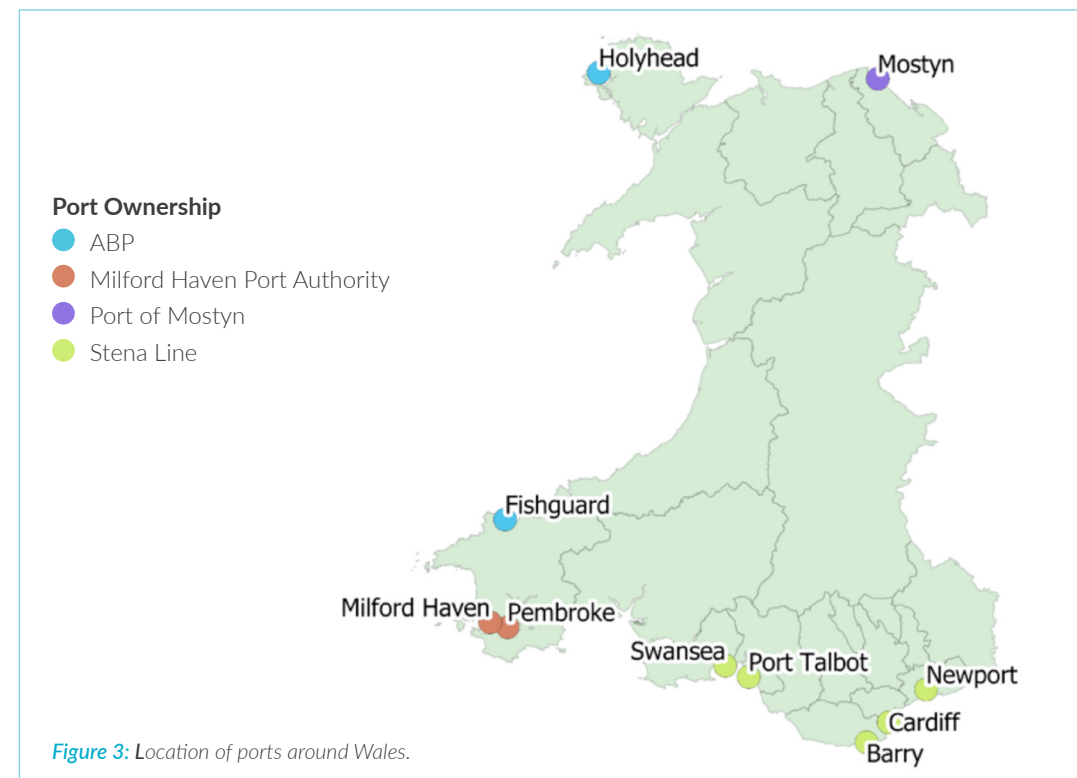 Holyhead
Mostyn
Port Ownership
ABP
Milford Haven Port Authority
Port of Mostyn
Stena Line
Fishguard
Milford Haven
Pembroke
Swansea
Port Talbot
Newport
Cardiff
Barry
Figure 3: Location of ports around Wales.